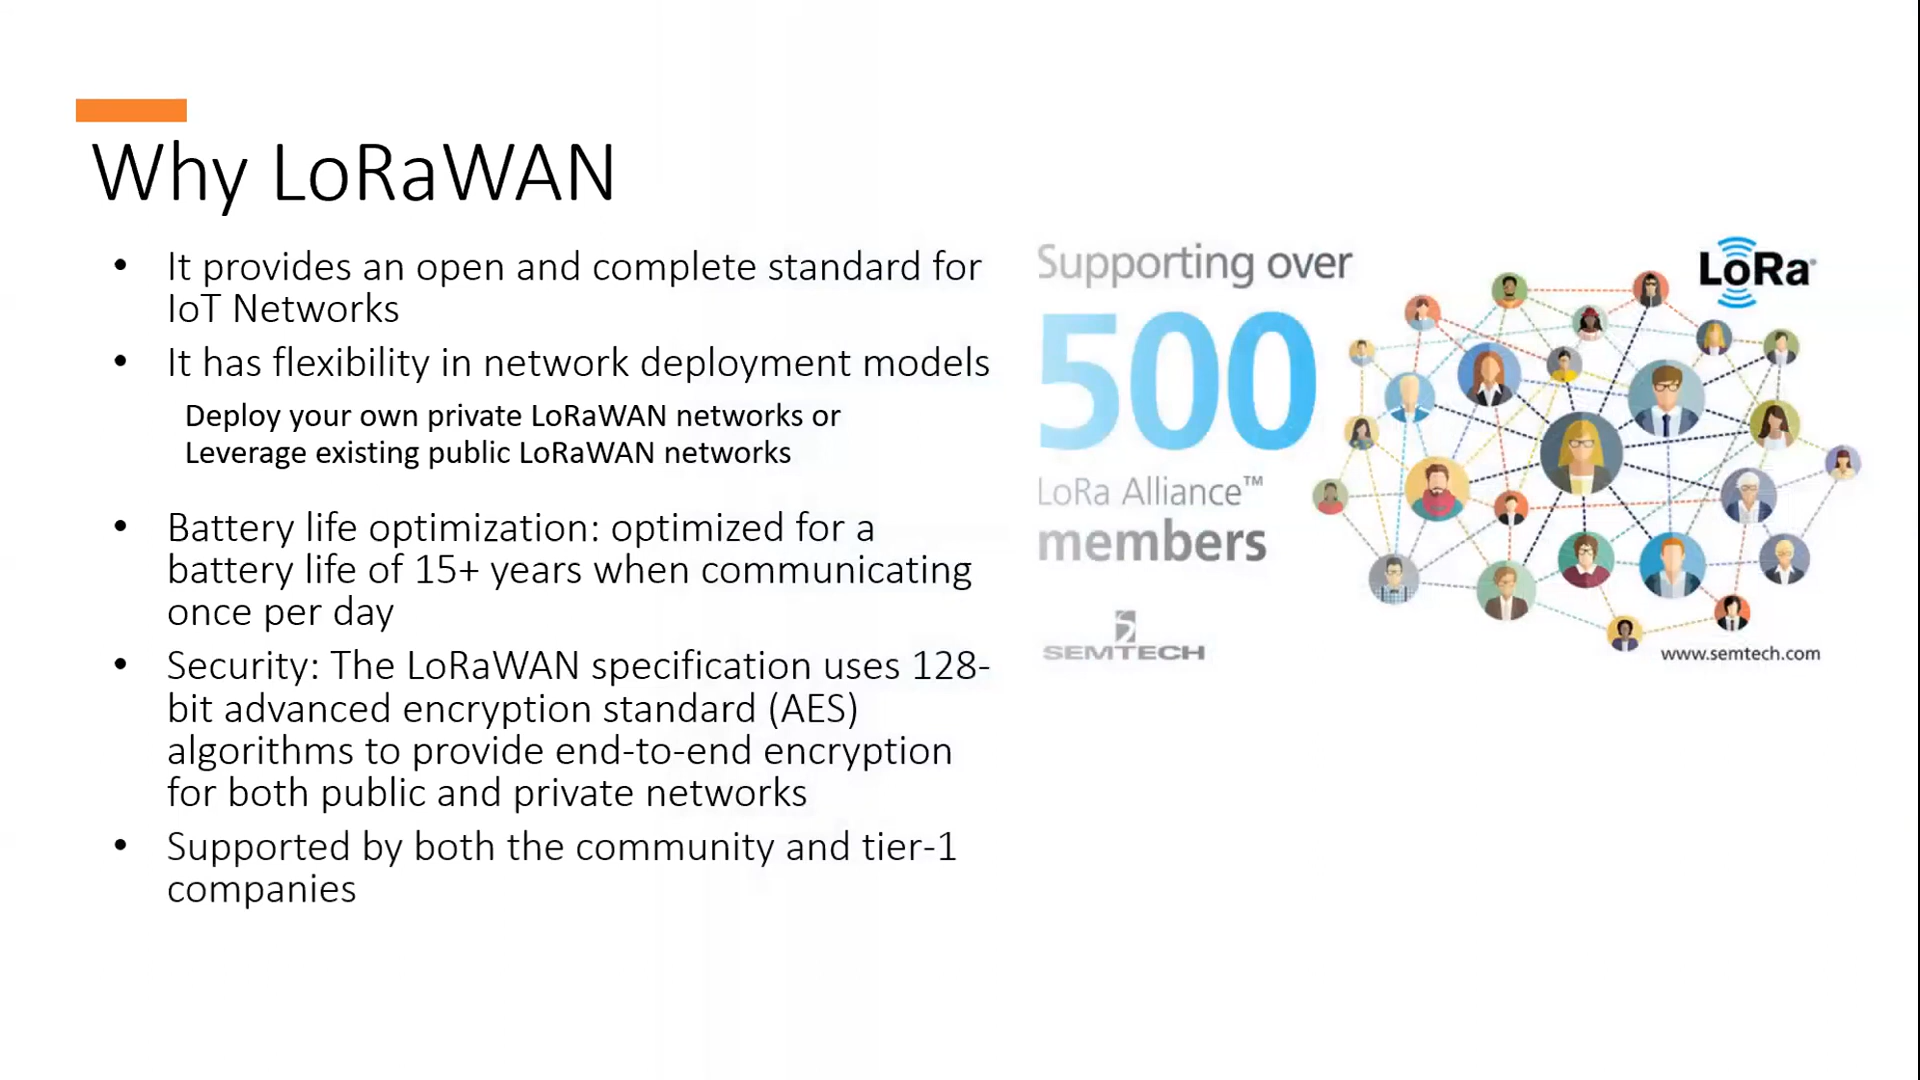 Why LoRaWAN
• It provides an open and complete standard for
IoT Networks
• It has flexibility in network deployment models
Deploy your own private LoRaWAN networks or
Leverage existing public LoRaWAN networks
• Battery life optimization: optimized for a
battery life of 15+ years when communicating
once per day
• Security: The LoRaWAN specification uses 128-
bit advanced encryption standard (AES)
algorithms to provide end-to-end encryption
for both public and private networks
• Supported by both the community and tier-1
companies
Supporting over
500
LoRa Alliance™
members
SEMTECH
LoRa®
www.semtech.com